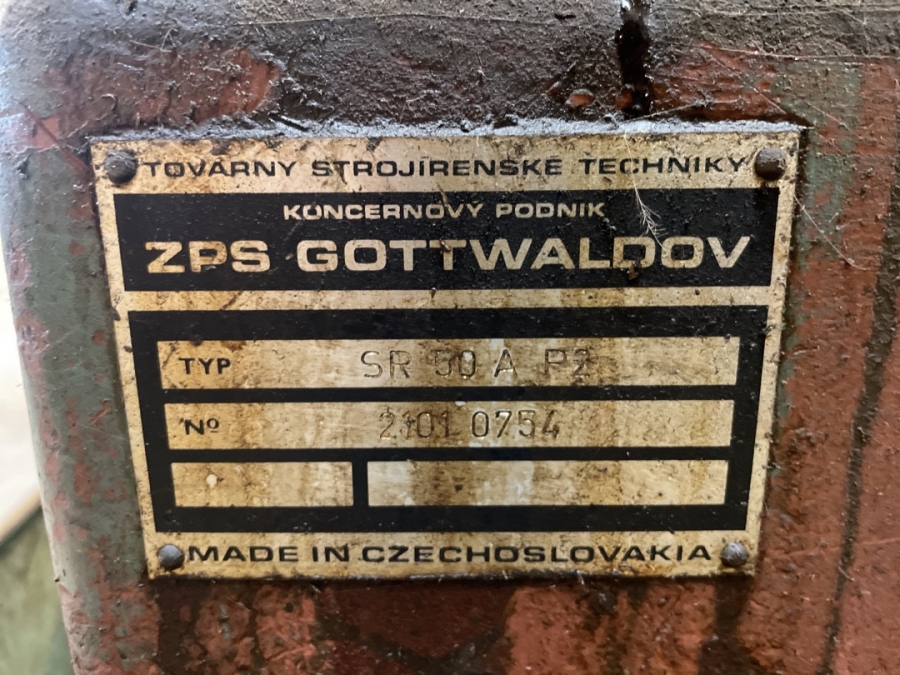 TOVÁRNY STROJÍRENSKÉ TECHNIKY
KONCERNOVÝ PODNIK
ZPS GOTTWALDOV
TYP SR 50 A P2
Nº 2101 0754
MADE IN CZECHOSLOVAKIA